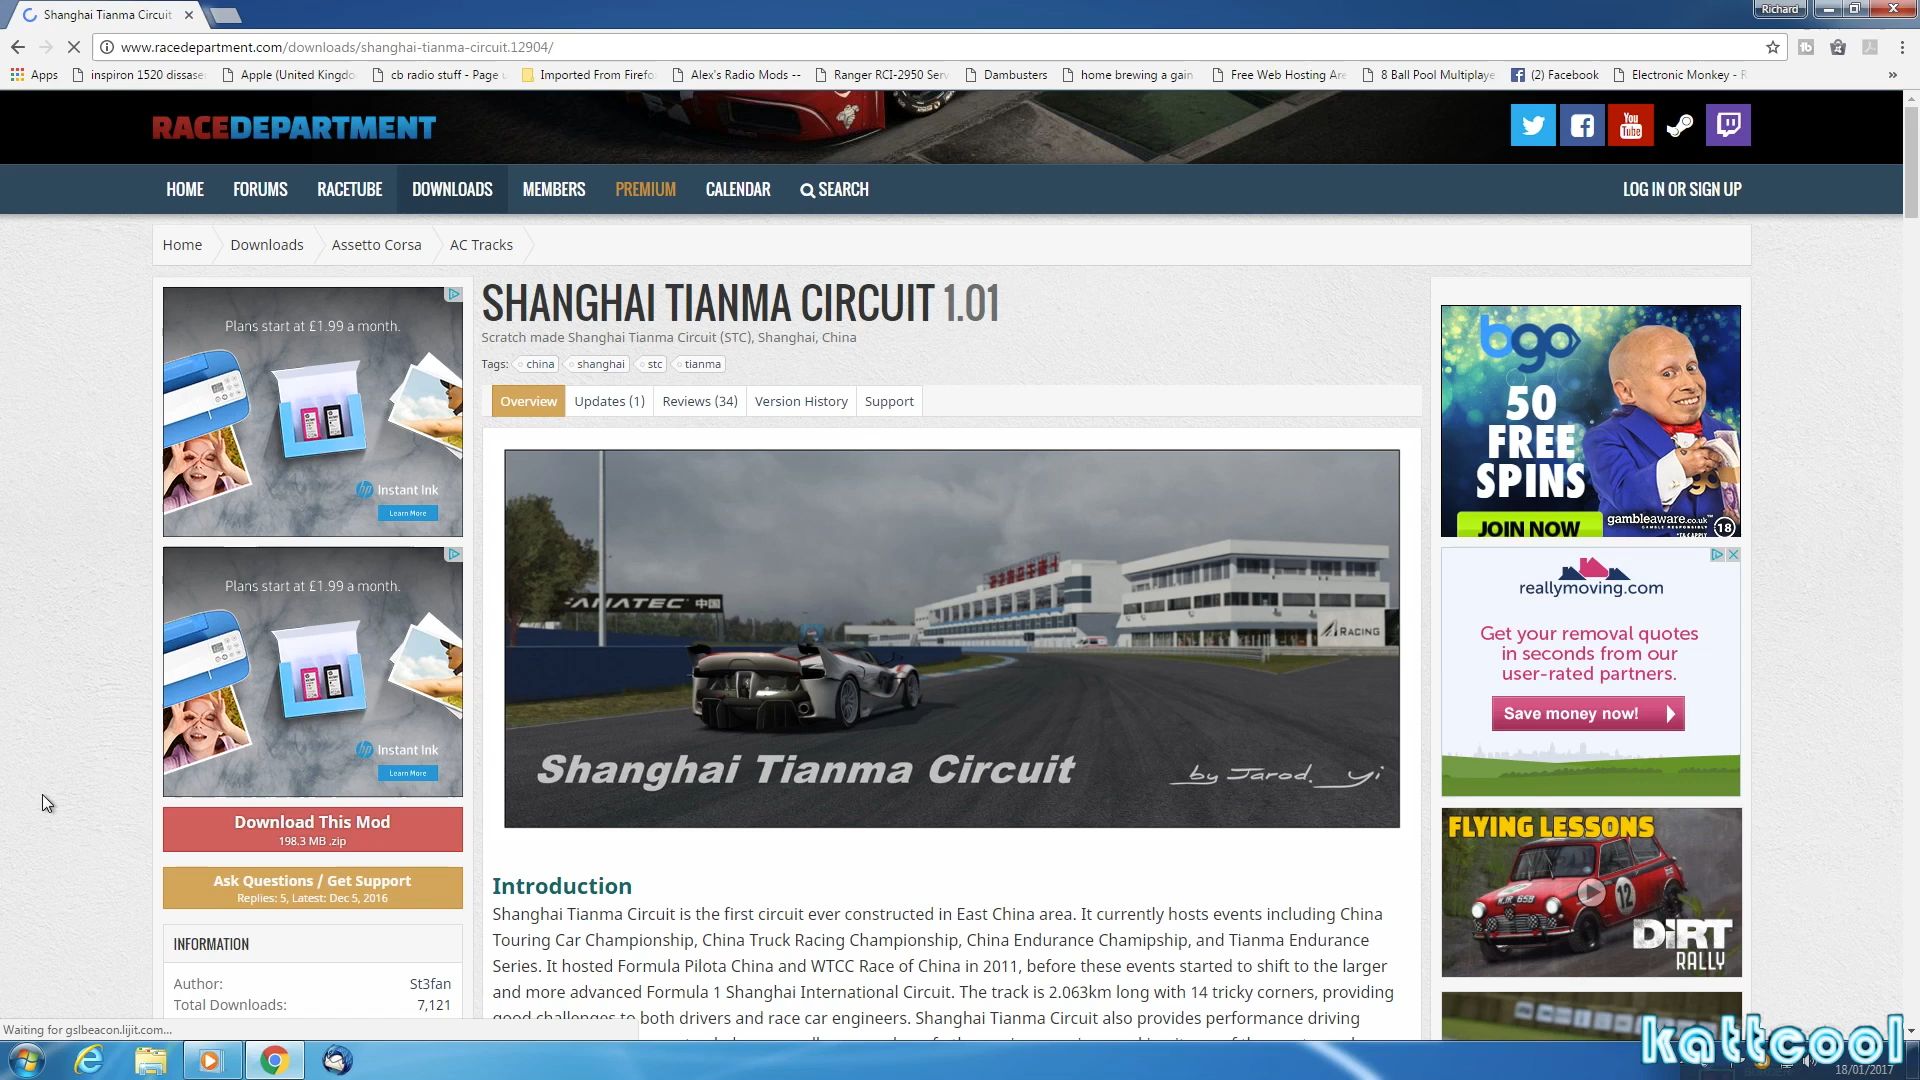 Shanghai Tianma Circuit
Richard
www.racedepartment.com/downloads/shanghai-tianma-circuit.12904/
Apps
inspiron 1520 dissase
Apple (United Kingdo
cb radio stuff - Page
Imported From Firefo
Alex's Radio Mods --
Ranger RCI-2950 Serv
Dambusters
home brewing a gain
Free Web Hosting Are
8 Ball Pool Multiplaye
(2) Facebook
Electronic Monkey - R
RACEDEPARTMENT
You
Tube
HOME
FORUMS
RACETUBE
DOWNLOADS
MEMBERS
PREMIUM
CALENDAR
SEARCH
LOG IN OR SIGN UP
Home
Downloads
Assetto Corsa
AC Tracks
SHANGHAI TIANMA CIRCUIT 1.01
Scratch made Shanghai Tianma Circuit (STC), Shanghai, China
Tags: china shanghai stc tianma
Overview
Updates (1)
Reviews (34)
Version History
Support
Plans start at £1.99 a month.
hp Instant Ink
Learn More
Plans start at £1.99 a month.
hp Instant Ink
Learn More
Download This Mod
198.3 MB .zip
Ask Questions / Get Support
Replies: 5, Latest: Dec 5, 2016
INFORMATION
Author: St3fan
Total Downloads: 7,121
FANATEC 中国
RACING
Shanghai Tianma Circuit
by Jarod. Yi
Introduction
Shanghai Tianma Circuit is the first circuit ever constructed in East China area. It currently hosts events including China
Touring Car Championship, China Truck Racing Championship, China Endurance Chamipship, and Tianma Endurance
Series. It hosted Formula Pilota China and WTCC Race of China in 2011, before these events started to shift to the larger
and more advanced Formula 1 Shanghai International Circuit. The track is 2.063km long with 14 tricky corners, providing
good challenges to both drivers and race car engineers. Shanghai Tianma Circuit also provides performance driving
bgo
50
FREE
SPINS
JOIN NOW
gambleaware.co.uk
18
reallymoving.com
Get your removal quotes
in seconds from our
user-rated partners.
Save money now!
FLYING LESSONS
12
DiRT
RALLY
Waiting for gslbeacon.lijit.com...
kattcool
18/01/2017